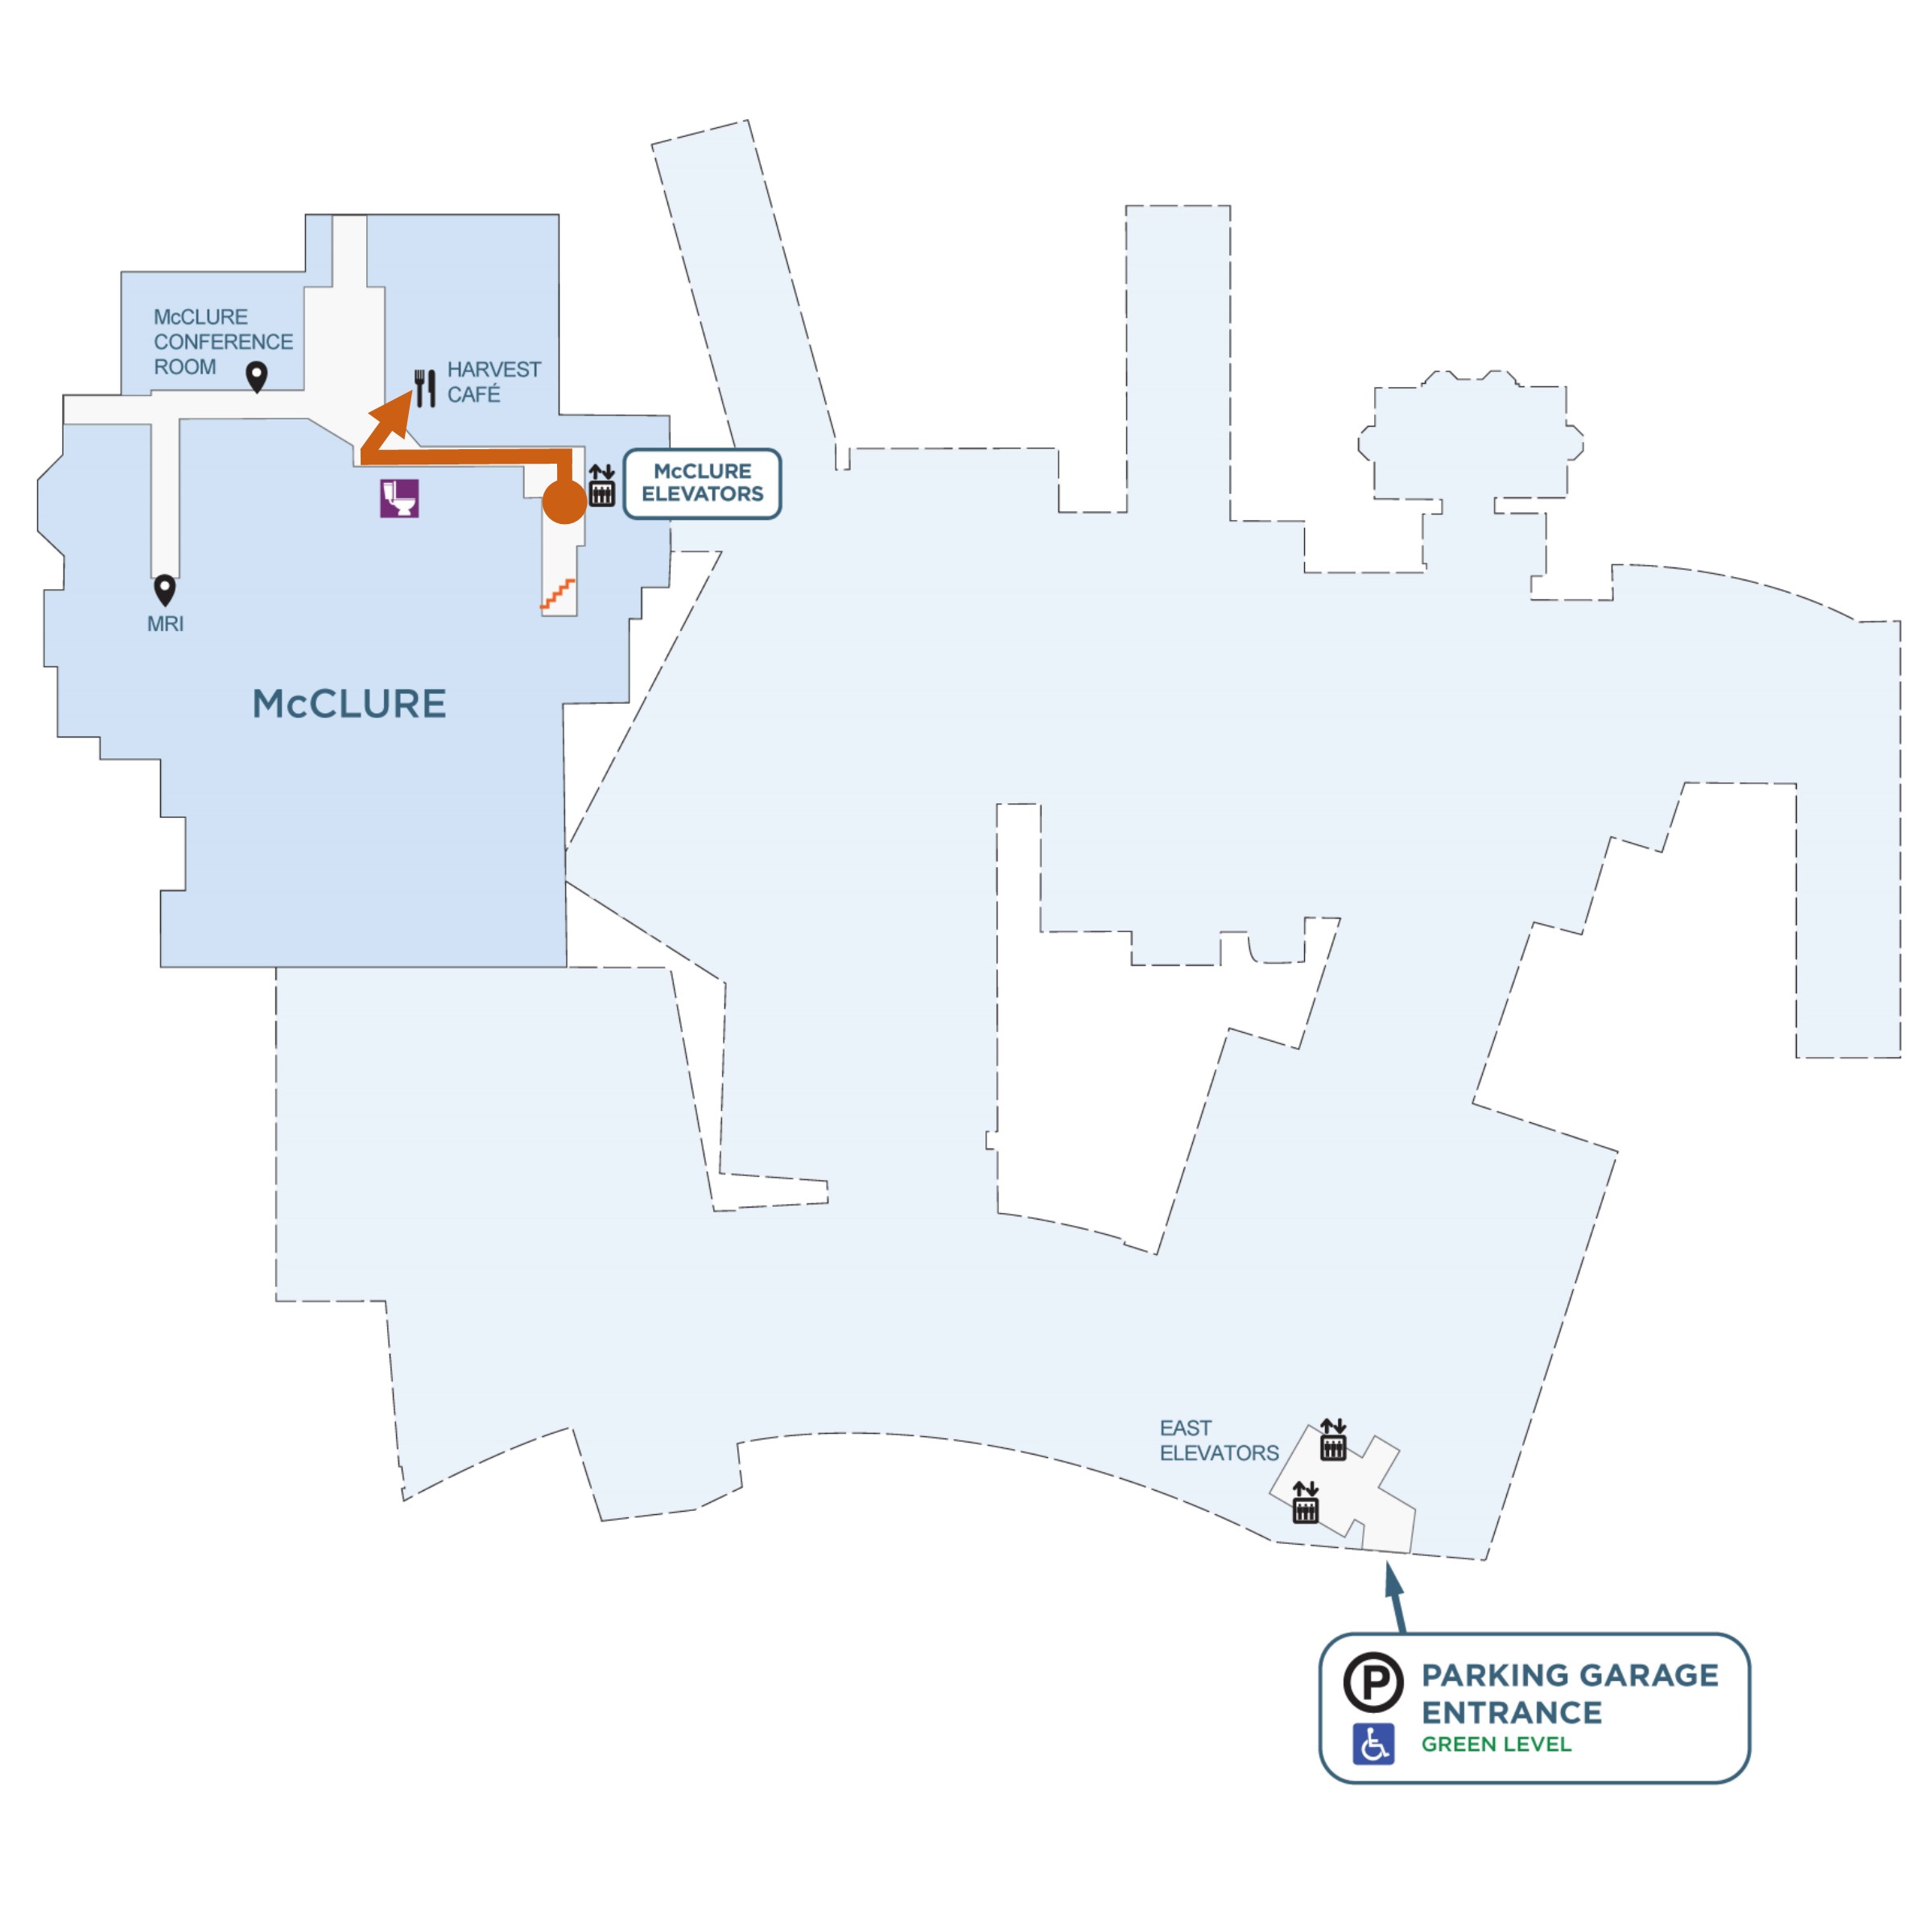 McCLURE
CONFERENCE
ROOM
HARVEST
CAFÉ
McCLURE
ELEVATORS
MRI
McCLURE
EAST
ELEVATORS
P
PARKING GARAGE
ENTRANCE
GREEN LEVEL